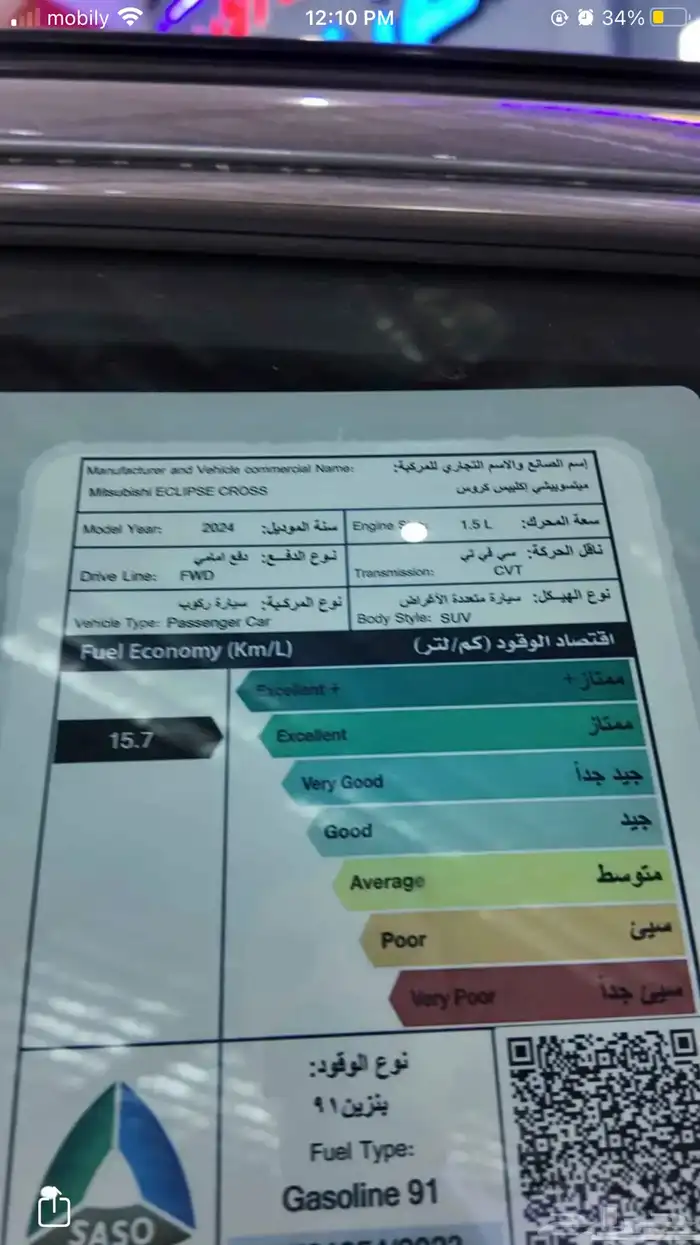 mobily
12:10 PM
34%
Manufacturer and Vehicle commercial Name:
إسم الصانع والاسم التجاري للمركبة:
Mitsubishi ECLIPSE CROSS
ميتسوبيشي إكليبس كروس
Model Year: 2024 سنة الموديل:
Engine 1.5 L سعة المحرك:
نوع الدفع: دفع امامي
Drive Line: FWD
ناقل الحركة: سي في تي
Transmission: CVT
نوع المركبة: سيارة ركوب
Vehicle Type: Passenger Car
نوع الهيكل: سيارة متعددة الأغراض
Body Style: SUV
Fuel Economy (Km/L) اقتصاد الوقود (كم/لتر)
Excellent + ممتاز+
15.7
Excellent ممتاز
Very Good جيد جداً
Good جيد
Average متوسط
Poor سيئ
Very Poor سيئ جداً
نوع الوقود:
بنزين ٩١
Fuel Type:
Gasoline 91
SASO